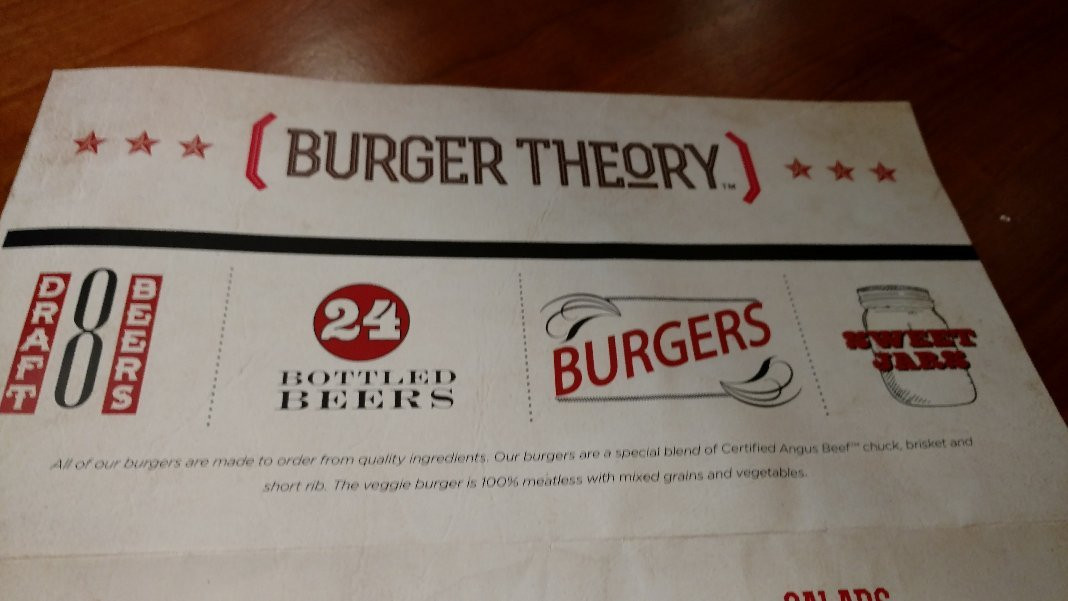 (BURGER THEORY)™
DRAFT 8 BEERS
24
BOTTLED
BEERS
BURGERS
SWEET
JARS
All of our burgers are made to order from quality ingredients. Our burgers are a special blend of Certified Angus Beef™ chuck, brisket and
short rib. The veggie burger is 100% meatless with mixed grains and vegetables.
SALADS